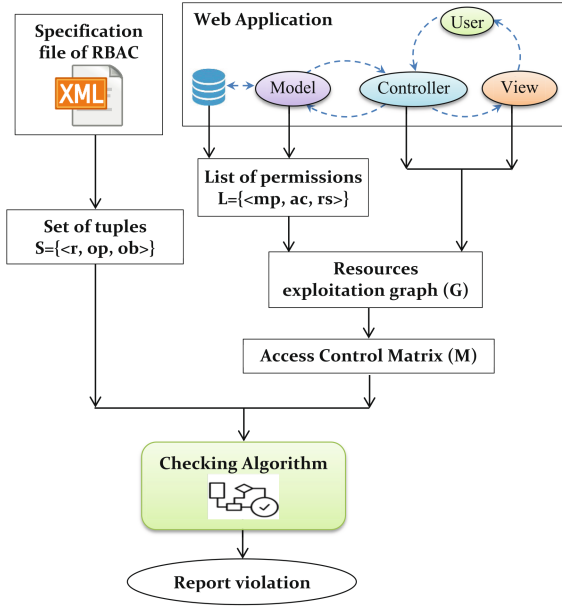 Specification
file of RBAC
XML
Web Application
User
Model
Controller
View
List of permissions
L={<mp, ac, rs>}
Set of tuples
S={<r, op, ob>}
Resources
exploitation graph (G)
Access Control Matrix (M)
Checking Algorithm
Report violation